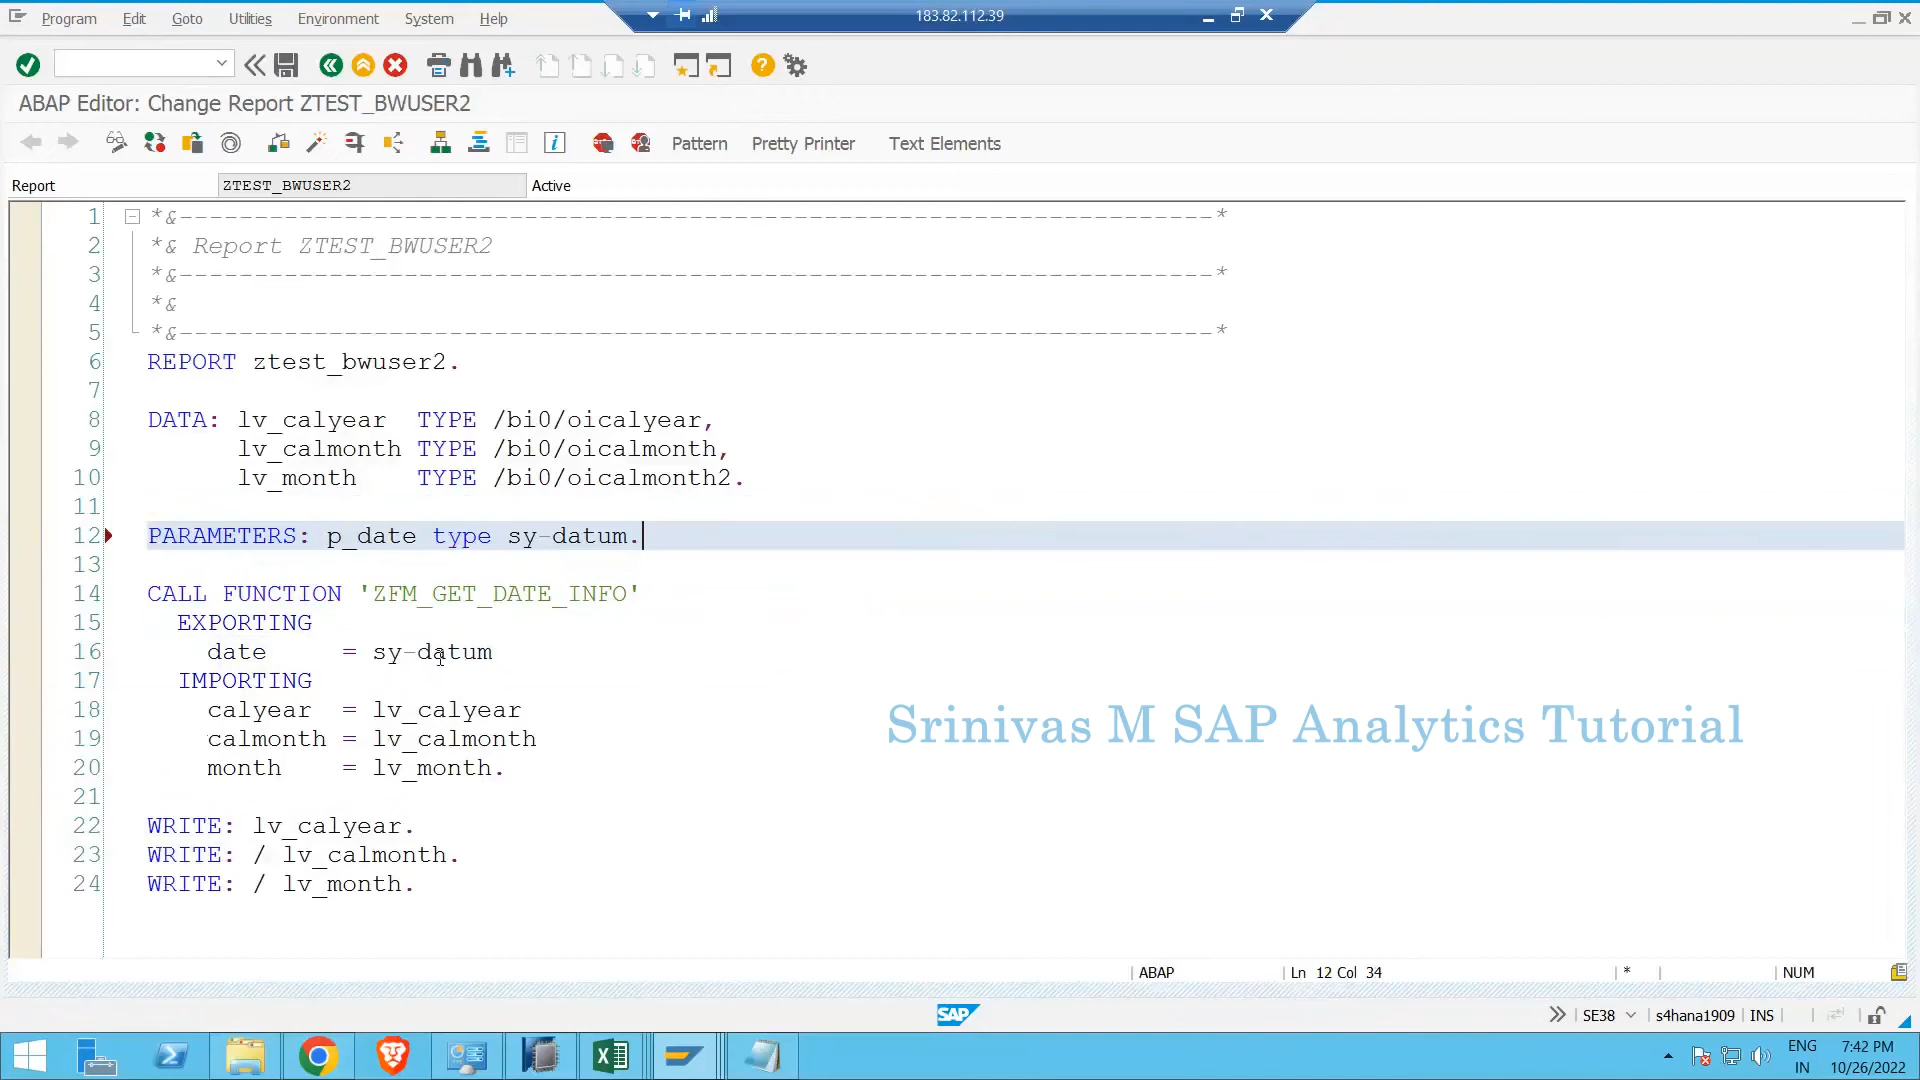 Program Edit Goto Utilities Environment System Help
183.82.112.39
ABAP Editor: Change Report ZTEST_BWUSER2
Pattern Pretty Printer Text Elements
Report ZTEST_BWUSER2 Active
1 *&---------------------------------------------------------------------*
2 *& Report ZTEST_BWUSER2
3 *&---------------------------------------------------------------------*
4 *&
5 *&---------------------------------------------------------------------*
6 REPORT ztest_bwuser2.
7
8 DATA: lv_calyear TYPE /bi0/oicalyear,
9 lv_calmonth TYPE /bi0/oicalmonth,
10 lv_month TYPE /bi0/oicalmonth2.
11
12 PARAMETERS: p_date type sy-datum.
13
14 CALL FUNCTION 'ZFM_GET_DATE_INFO'
15 EXPORTING
16 date = sy-datum
17 IMPORTING
18 calyear = lv_calyear
19 calmonth = lv_calmonth
20 month = lv_month.
21
22 WRITE: lv_calyear.
23 WRITE: / lv_calmonth.
24 WRITE: / lv_month.
Srinivas M SAP Analytics Tutorial
ABAP Ln 12 Col 34 * NUM
SAP
SE38 s4hana1909 INS
ENG 7:42 PM
IN 10/26/2022